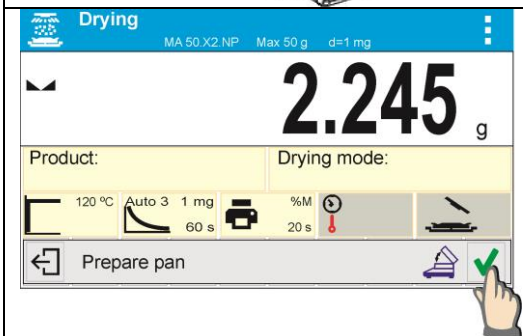 Drying
MA 50.X2.NP Max 50 g d=1 mg
2.245 g
Product: Drying mode:
120 ºC Auto 3 1 mg %M
60 s 20 s
Prepare pan